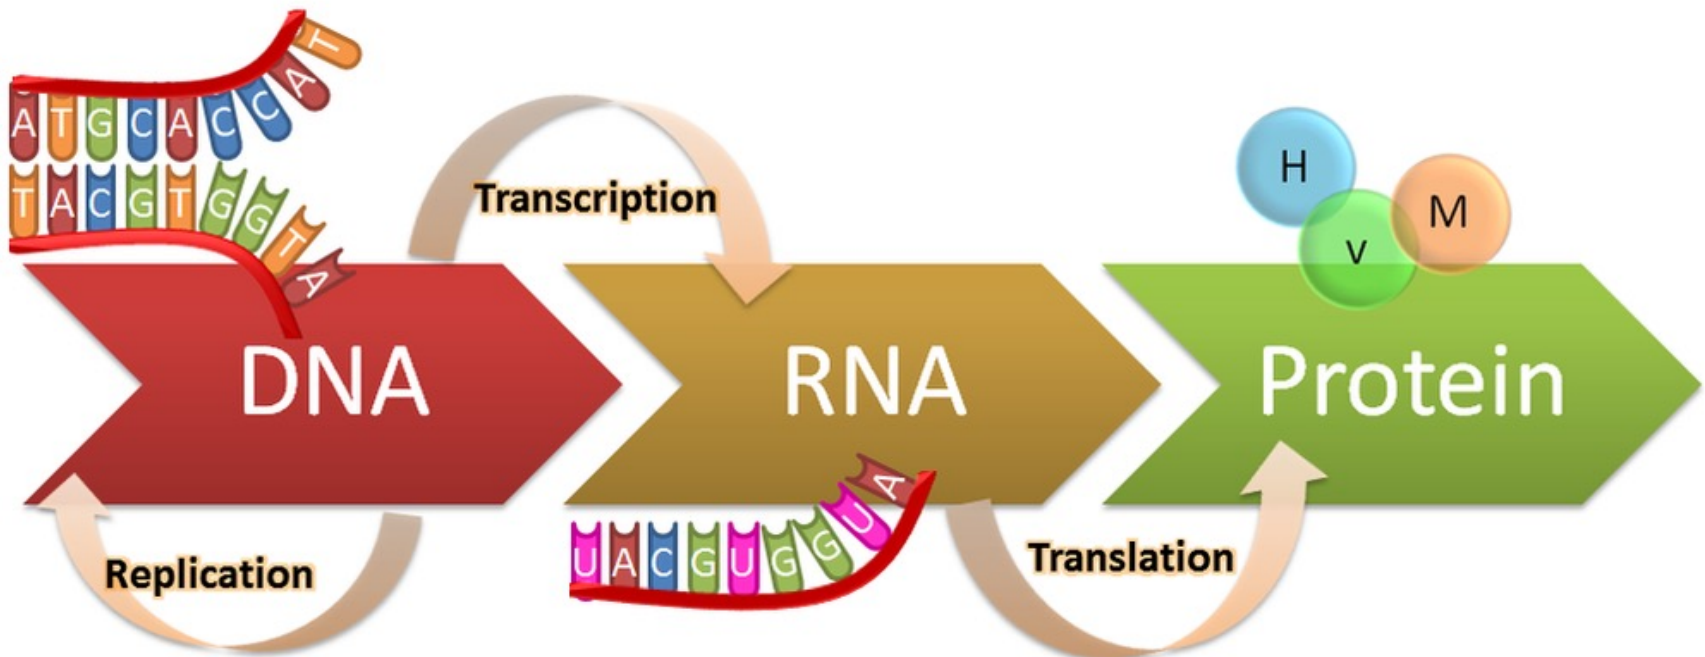 ATGCACCAT
TACGTGGTA
Transcription
H
M
V
DNA
RNA
Protein
UACGUGGUA
Replication
Translation